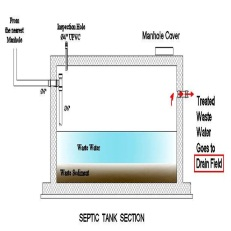 From
the nearest
Manhole
Inspection Hole
Ø4" UPVC
Manhole Cover
Treated
Waste
Water
Goes to
Drain Field
Waste Water
Waste Sediment
SEPTIC TANK SECTION